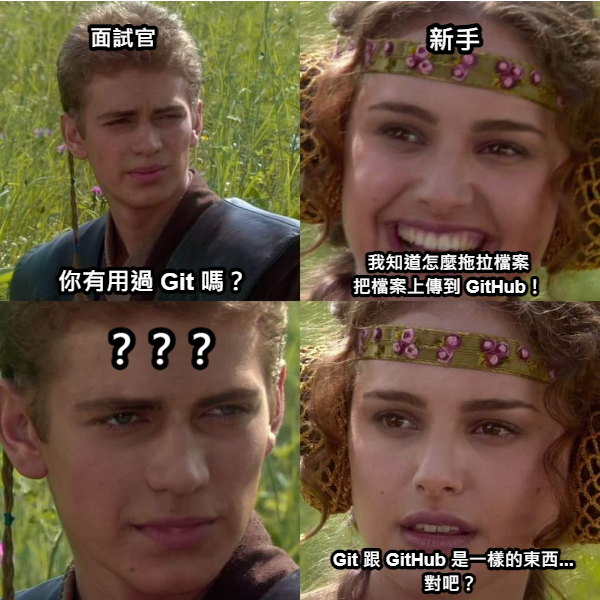 面試官
新手
你有用過 Git 嗎？
我知道怎麼拖拉檔案
把檔案上傳到 GitHub！
？？？
Git 跟 GitHub 是一樣的東西...
對吧？